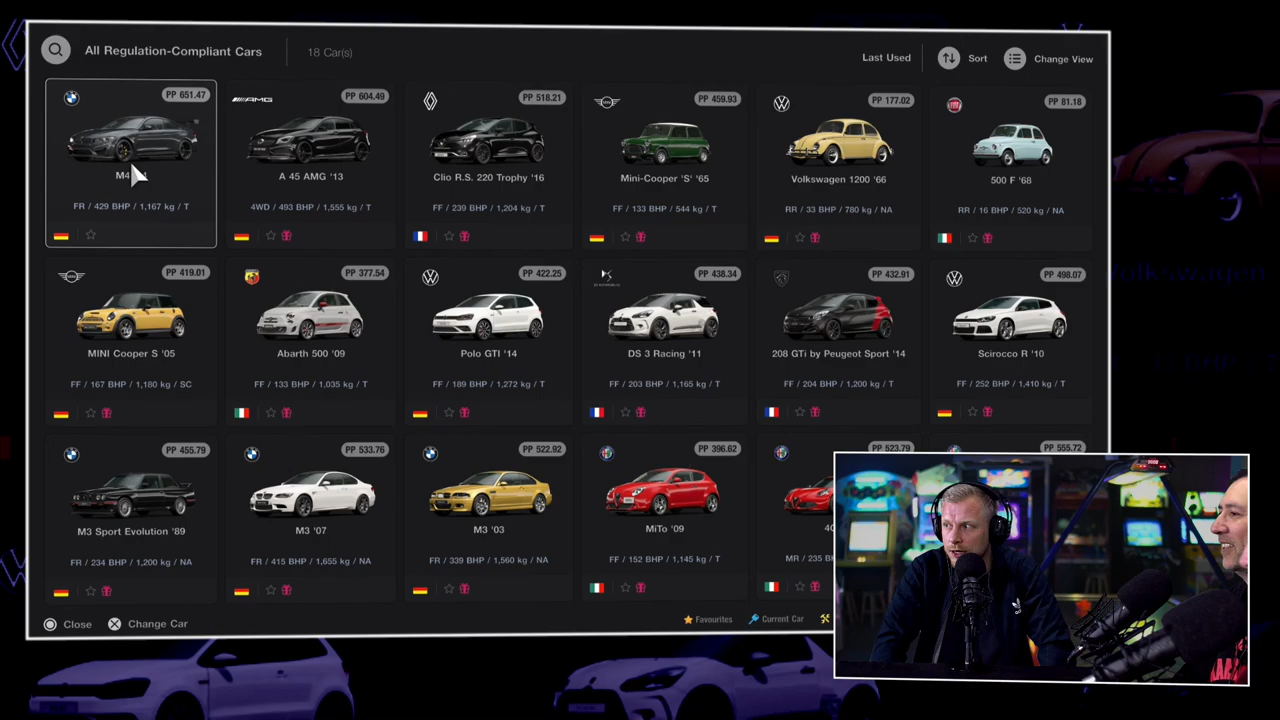 All Regulation-Compliant Cars
18 Car(s)
Last Used
Sort
Change View
PP 651.47
M4
FR / 429 BHP / 1,167 kg / T
AMG
PP 604.49
A 45 AMG '13
4WD / 493 BHP / 1,555 kg / T
PP 518.21
Clio R.S. 220 Trophy '16
FF / 239 BHP / 1,204 kg / T
PP 459.93
Mini-Cooper 'S' '65
FF / 133 BHP / 544 kg / T
PP 177.02
Volkswagen 1200 '66
RR / 33 BHP / 780 kg / NA
PP 81.18
500 F '68
RR / 16 BHP / 520 kg / NA
PP 419.01
MINI Cooper S '05
FF / 167 BHP / 1,180 kg / SC
PP 377.54
Abarth 500 '09
FF / 133 BHP / 1,035 kg / T
PP 422.25
Polo GTI '14
FF / 189 BHP / 1,272 kg / T
PP 438.34
DS 3 Racing '11
FF / 203 BHP / 1,165 kg / T
PP 432.91
208 GTi by Peugeot Sport '14
FF / 204 BHP / 1,200 kg / T
PP 498.07
Scirocco R '10
FF / 252 BHP / 1,410 kg / T
PP 455.79
M3 Sport Evolution '89
FR / 234 BHP / 1,200 kg / NA
PP 533.76
M3 '07
FR / 415 BHP / 1,655 kg / NA
PP 522.92
M3 '03
FR / 339 BHP / 1,560 kg / NA
PP 396.62
MiTo '09
FF / 152 BHP / 1,145 kg / T
PP 523.79
MR / 235 BH
PP 555.72
Close
Change Car
Favourites
Current Car
Volkswagen